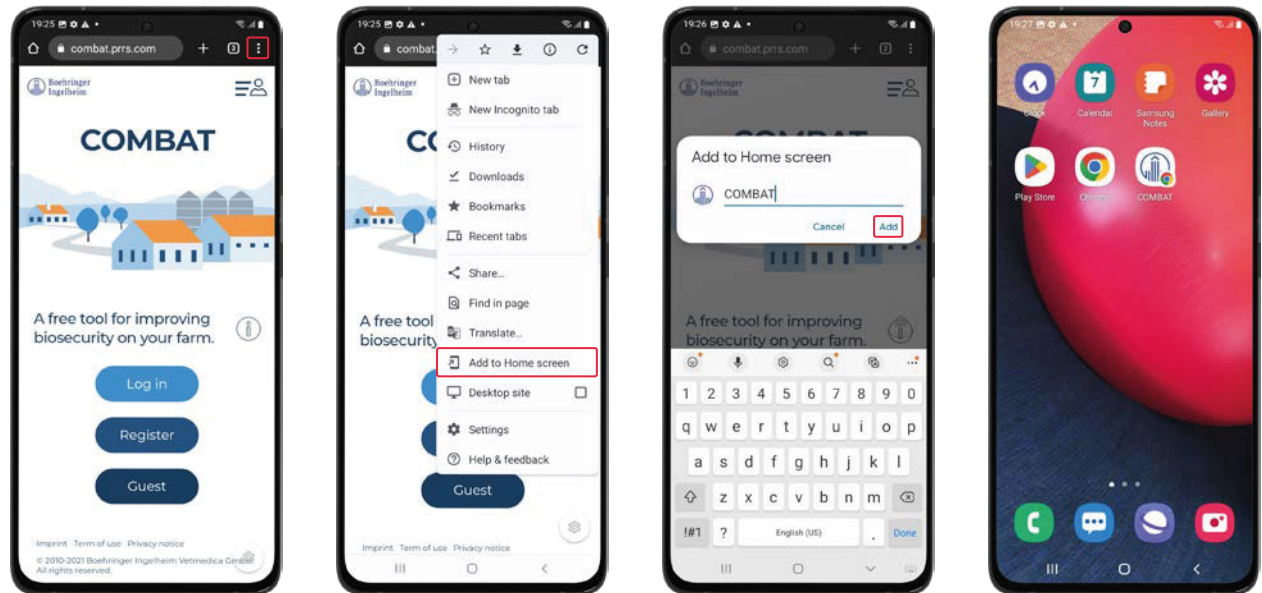 19:25
combat.prrs.com
3
Boehringer
Ingelheim
COMBAT
A free tool for improving
biosecurity on your farm.
Log in
Register
Guest
Imprint Term of use Privacy notice
© 2010-2021 Boehringer Ingelheim Vetmedica GmbH.
All rights reserved.
19:25
combat.
Boehringer
Ingelheim
CO
A free tool
biosecurity
New tab
New Incognito tab
History
Downloads
Bookmarks
Recent tabs
Share...
Find in page
Translate...
Add to Home screen
Desktop site
Settings
Help & feedback
Guest
Imprint Term of use Privacy notice
19:26
combat.prrs.com
3
Boehringer
Ingelheim
Add to Home screen
COMBAT
Cancel Add
A free tool for improving
biosecurity on your farm.
1 2 3 4 5 6 7 8 9 0
q w e r t y u i o p
a s d f g h j k l
z x c v b n m
!#1 ? English (US) . Done
19:27
7
Clock Calendar Samsung Notes Gallery
Play Store Chrome COMBAT